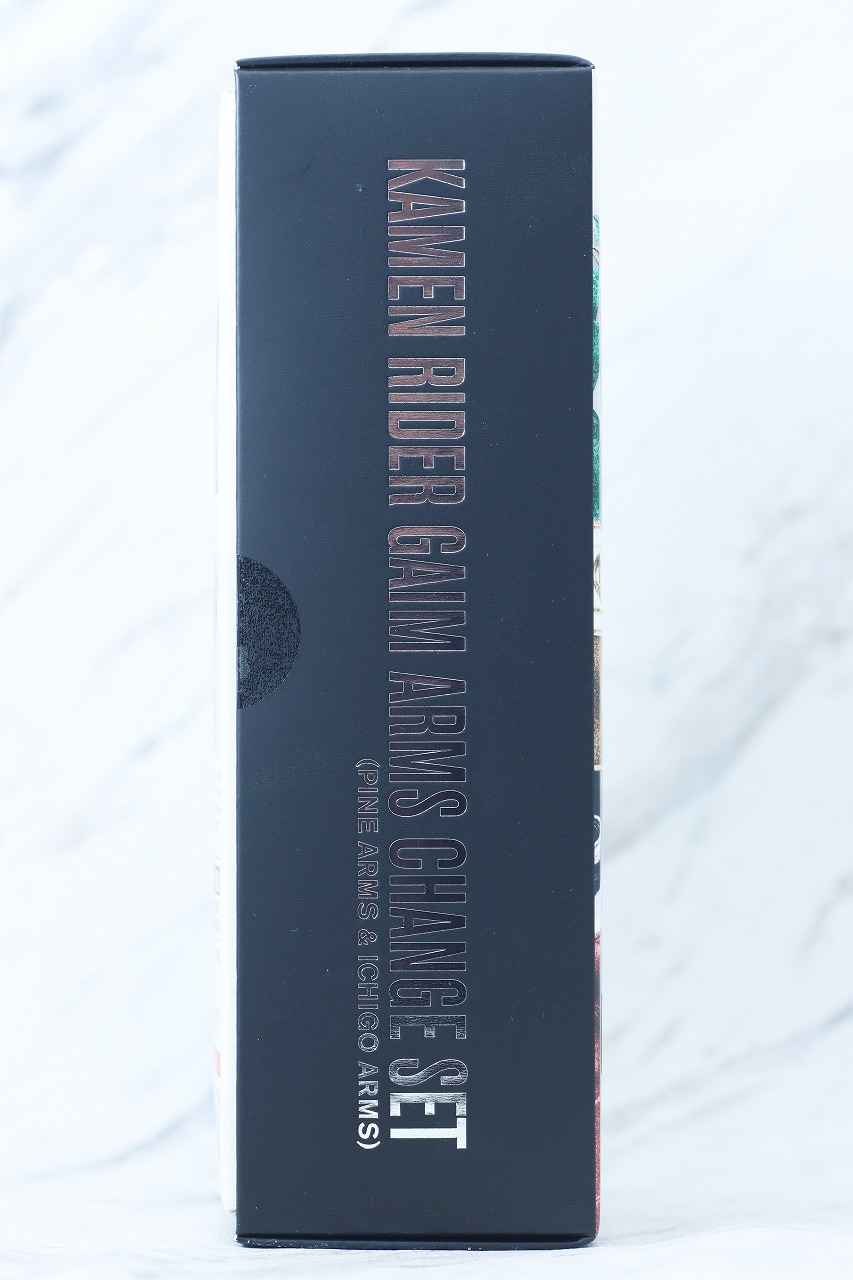 KAMEN RIDER GAIM ARMS CHANGE SET
(PINE ARMS & ICHIGO ARMS)